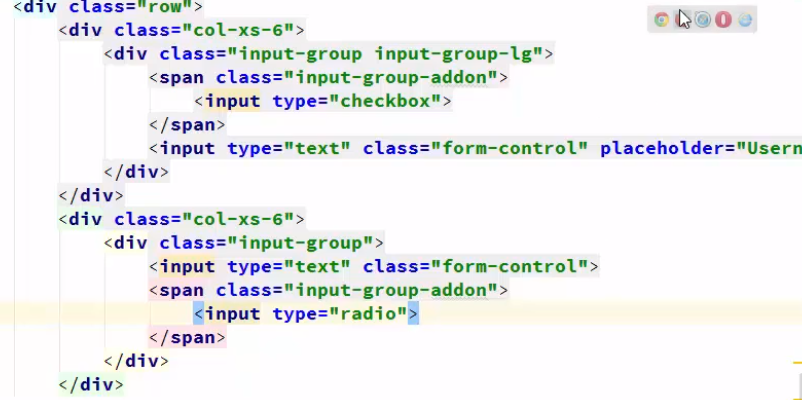 <div class="row">
<div class="col-xs-6">
<div class="input-group input-group-lg">
<span class="input-group-addon">
<input type="checkbox">
</span>
<input type="text" class="form-control" placeholder="Usern
</div>
</div>
<div class="col-xs-6">
<div class="input-group">
<input type="text" class="form-control">
<span class="input-group-addon">
<input type="radio">
</span>
</div>
</div>